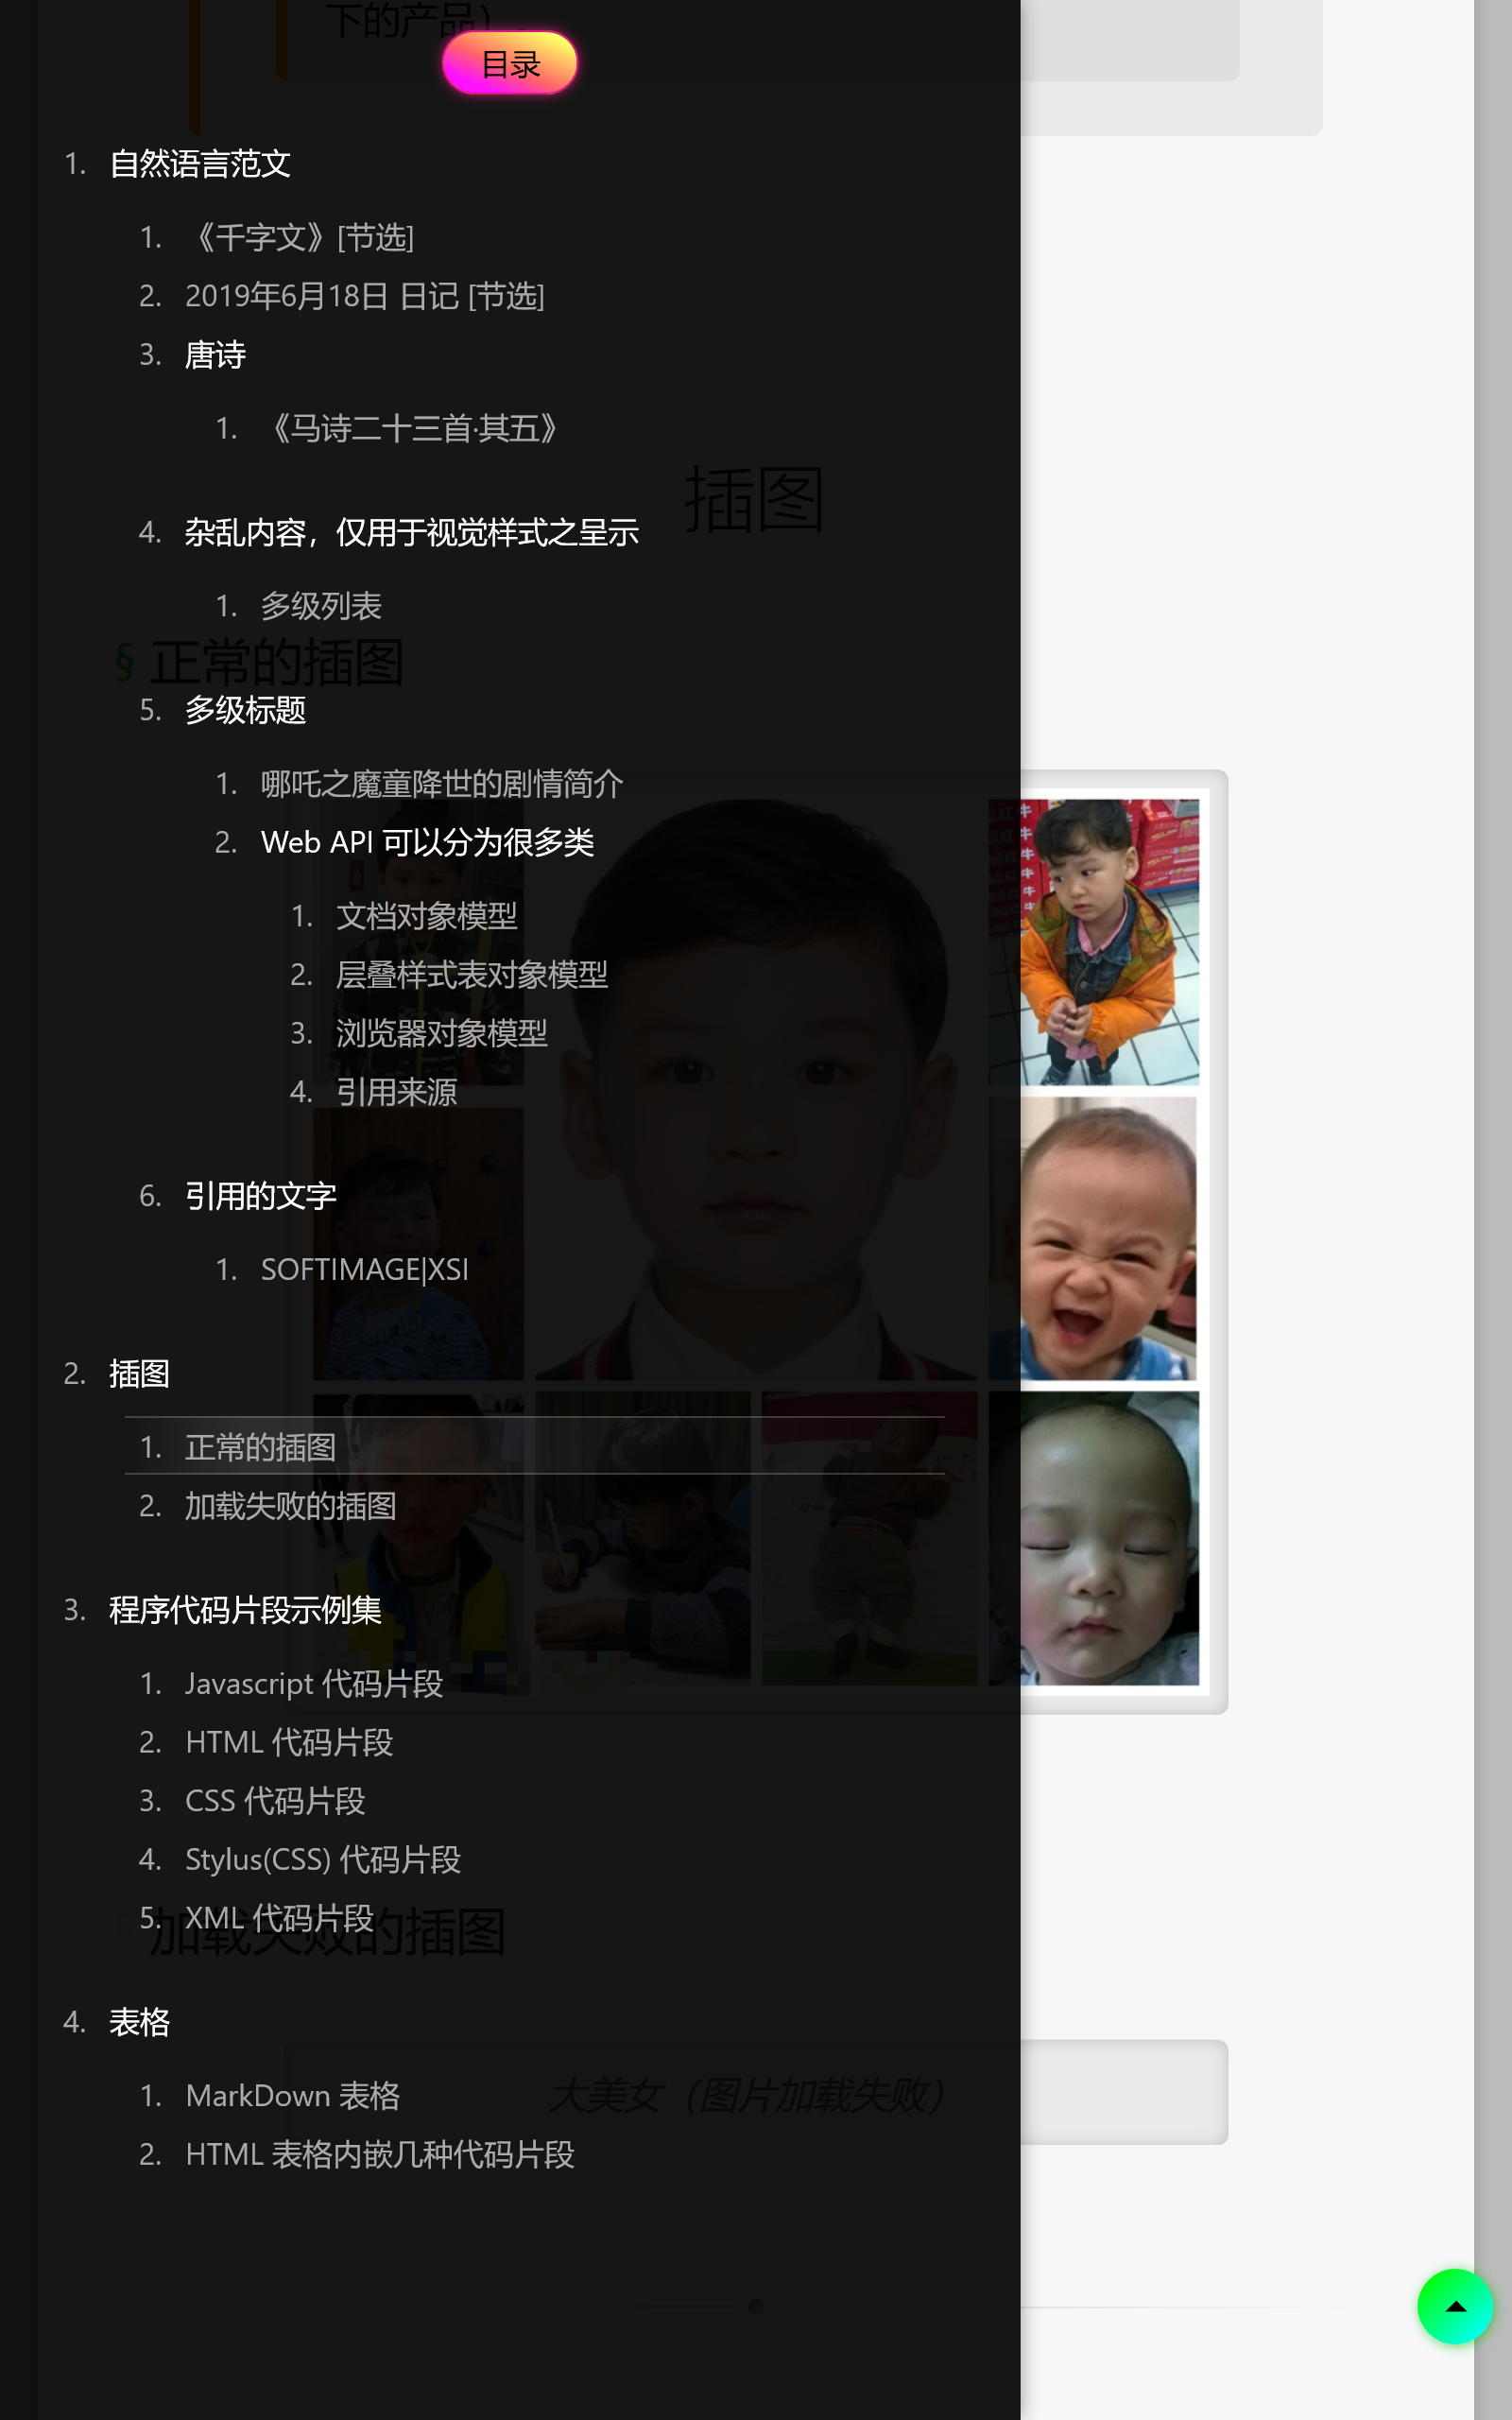 下的产品）
目录
1. 自然语言范文
1. 《千字文》[节选]
2. 2019年6月18日 日记 [节选]
3. 唐诗
1. 《马诗二十三首·其五》
插图
4. 杂乱内容，仅用于视觉样式之呈示
1. 多级列表
§ 正常的插图
5. 多级标题
1. 哪吒之魔童降世的剧情简介
2. Web API 可以分为很多类
1. 文档对象模型
2. 层叠样式表对象模型
3. 浏览器对象模型
4. 引用来源
6. 引用的文字
1. SOFTIMAGE|XSI
2. 插图
1. 正常的插图
2. 加载失败的插图
3. 程序代码片段示例集
1. Javascript 代码片段
2. HTML 代码片段
3. CSS 代码片段
4. Stylus(CSS) 代码片段
5. XML 代码片段
加载失败的插图
4. 表格
1. MarkDown 表格
大美女（图片加载失败）
2. HTML 表格内嵌几种代码片段